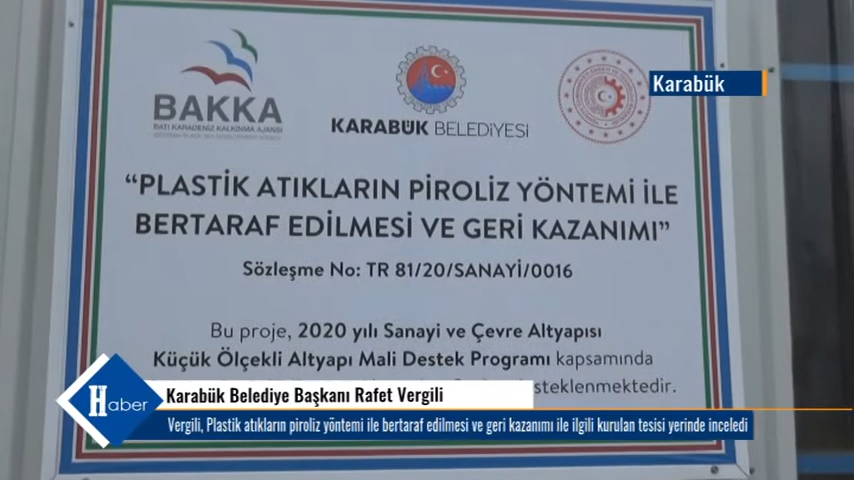 BAKKA
BATI KARADENİZ KALKINMA AJANSI
KARABÜK BELEDİYESİ
Karabük
“PLASTİK ATIKLARIN PİROLİZ YÖNTEMİ İLE
BERTARAF EDİLMESİ VE GERİ KAZANIMI”
Sözleşme No: TR 81/20/SANAYİ/0016
Bu proje, 2020 yılı Sanayi ve Çevre Altyapısı
Küçük Ölçekli Altyapı Mali Destek Programı kapsamında
desteklenmektedir.
Haber
Karabük Belediye Başkanı Rafet Vergili
Vergili, Plastik atıkların piroliz yöntemi ile bertaraf edilmesi ve geri kazanımı ile ilgili kurulan tesisi yerinde inceledi